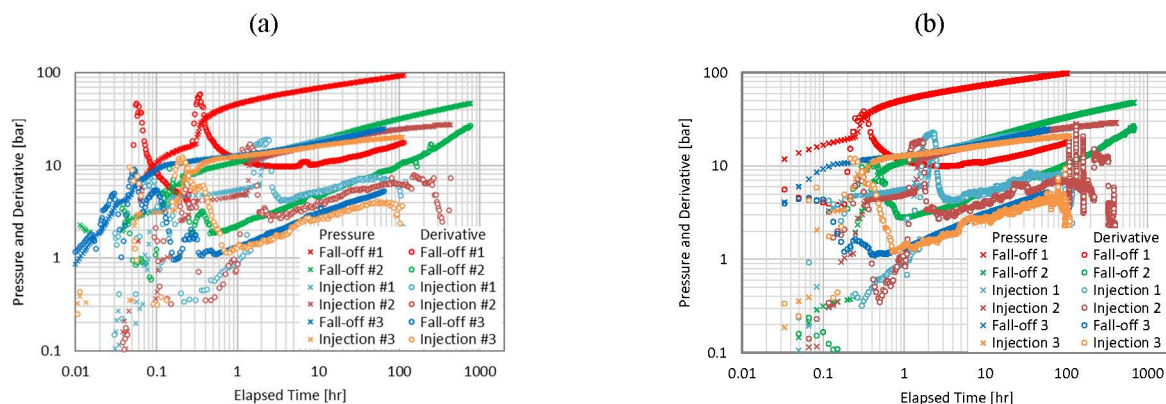 (a)
(b)
Pressure and Derivative [bar]
100
10
1
0.1
0.01
0.1
1
10
100
1000
Elapsed Time [hr]
Pressure
Derivative
Fall-off #1
Fall-off #1
Fall-off #2
Fall-off #2
Injection #1
Injection #1
Injection #2
Injection #2
Fall-off #3
Fall-off #3
Injection #3
Injection #3
Pressure and Derivative [bar]
100
10
1
0.1
0.01
0.1
1
10
100
1000
Elapsed Time [hr]
Pressure
Derivative
Fall-off 1
Fall-off 1
Fall-off 2
Fall-off 2
Injection 1
Injection 1
Injection 2
Injection 2
Fall-off 3
Fall-off 3
Injection 3
Injection 3